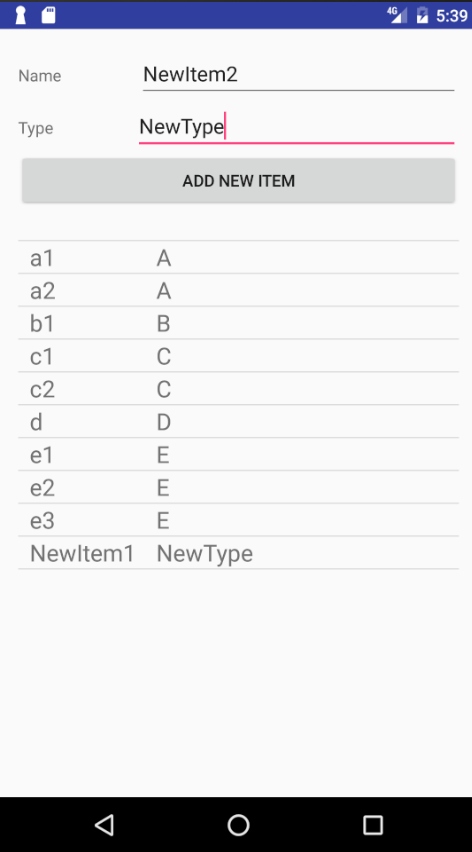 4G 5:39
Name NewItem2
Type NewType
ADD NEW ITEM
a1 A
a2 A
b1 B
c1 C
c2 C
d D
e1 E
e2 E
e3 E
NewItem1 NewType